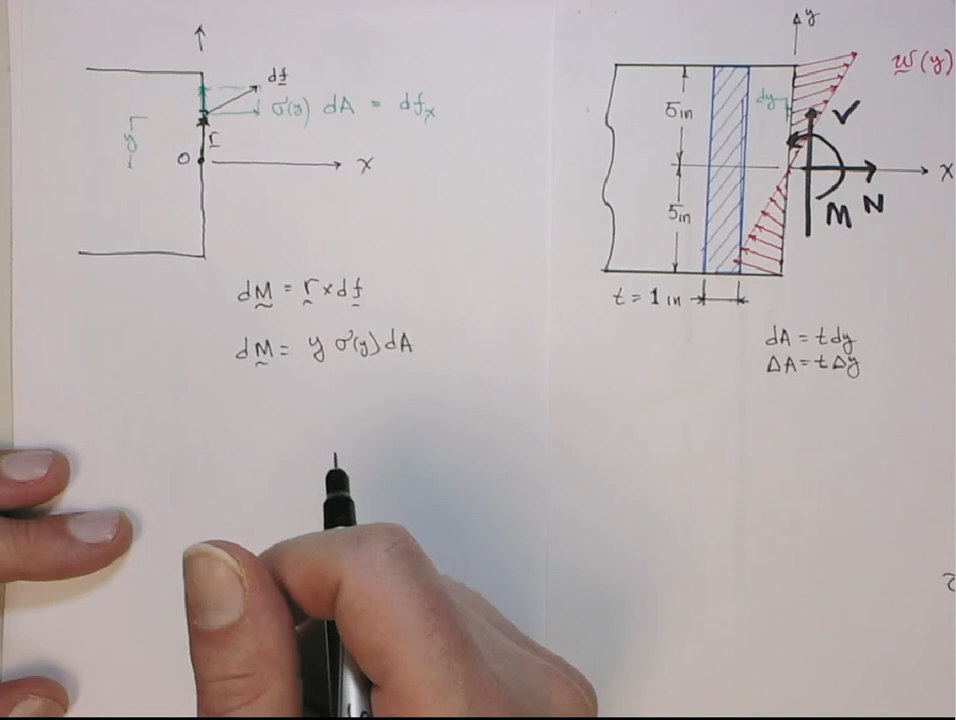 df
σ(y) dA = dfx
y
r
O
x
dM = r x df
dM = y σ(y) dA
y
w(y)
5in
dy
V
x
5in
M N
t = 1 in
dA = t dy
ΔA = t Δy